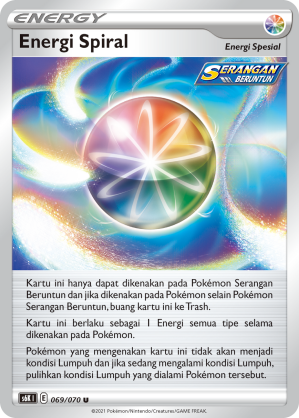 ENERGY
Energi Spiral
Energi Spesial
SERANGAN
BERUNTUN
Kartu ini hanya dapat dikenakan pada Pokémon Serangan
Beruntun dan jika dikenakan pada Pokémon selain Pokémon
Serangan Beruntun, buang kartu ini ke Trash.
Kartu ini berlaku sebagai 1 Energi semua tipe selama
dikenakan pada Pokémon.
Pokémon yang mengenakan kartu ini tidak akan menjadi
kondisi Lumpuh dan jika sedang mengalami kondisi Lumpuh,
pulihkan kondisi Lumpuh yang dialami Pokémon tersebut.
S6K I E 069/070 U
©2021 Pokémon/Nintendo/Creatures/GAME FREAK.